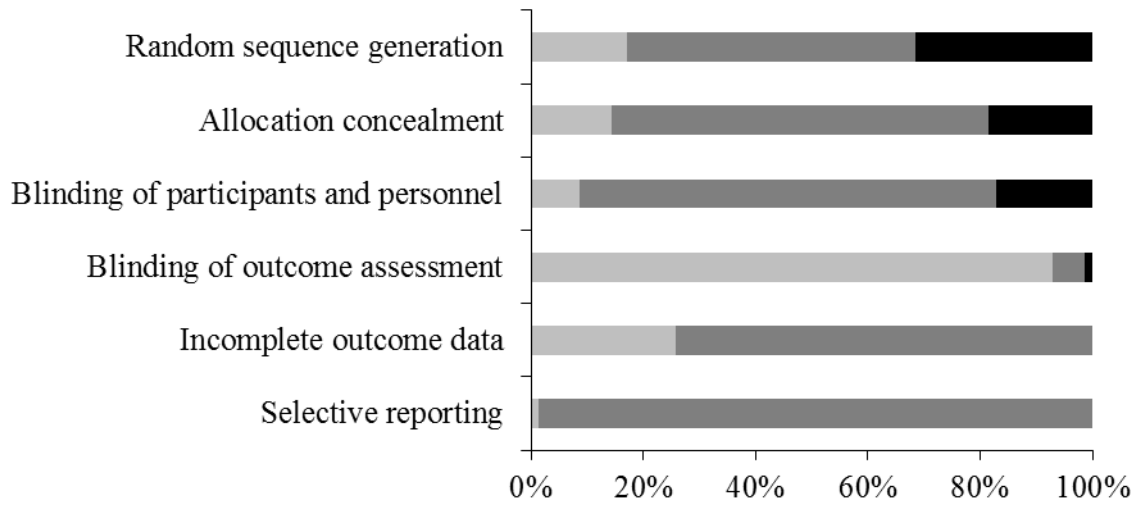 Random sequence generation
Allocation concealment
Blinding of participants and personnel
Blinding of outcome assessment
Incomplete outcome data
Selective reporting
0% 20% 40% 60% 80% 100%